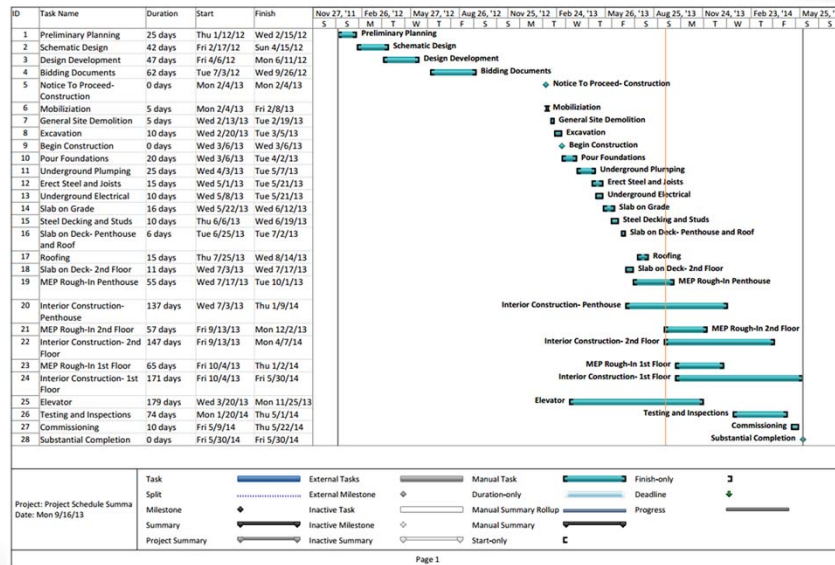 ID Task Name Duration Start Finish Nov 27, '11 Feb 26, '12 May 27, '12 Aug 26, '12 Nov 25, '12 Feb 24, '13 May 26, '13 Aug 25, '13 Nov 24, '13 Feb 23, '14 May 25,
S S M T W T F S S M T W T F S S
1 Preliminary Planning 25 days Thu 1/12/12 Wed 2/15/12 Preliminary Planning
2 Schematic Design 42 days Fri 2/17/12 Sun 4/15/12 Schematic Design
3 Design Development 47 days Fri 4/6/12 Mon 6/11/12 Design Development
4 Bidding Documents 62 days Tue 7/3/12 Wed 9/26/12 Bidding Documents
5 Notice To Proceed- 0 days Mon 2/4/13 Mon 2/4/13 Notice To Proceed- Construction
Construction
6 Mobiliziation 5 days Mon 2/4/13 Fri 2/8/13 Mobiliziation
7 General Site Demolition 5 days Wed 2/13/13 Tue 2/19/13 General Site Demolition
8 Excavation 10 days Wed 2/20/13 Tue 3/5/13 Excavation
9 Begin Construction 0 days Wed 3/6/13 Wed 3/6/13 Begin Construction
10 Pour Foundations 20 days Wed 3/6/13 Tue 4/2/13 Pour Foundations
11 Underground Plumping 25 days Wed 4/3/13 Tue 5/7/13 Underground Plumping
12 Erect Steel and Joists 15 days Wed 5/1/13 Tue 5/21/13 Erect Steel and Joists
13 Underground Electrical 10 days Wed 5/8/13 Tue 5/21/13 Underground Electrical
14 Slab on Grade 16 days Wed 5/22/13 Wed 6/12/13 Slab on Grade
15 Steel Decking and Studs 10 days Thu 6/6/13 Wed 6/19/13 Steel Decking and Studs
16 Slab on Deck- Penthouse 6 days Tue 6/25/13 Tue 7/2/13 Slab on Deck- Penthouse and Roof
and Roof
17 Roofing 15 days Thu 7/25/13 Wed 8/14/13 Roofing
18 Slab on Deck- 2nd Floor 11 days Wed 7/3/13 Wed 7/17/13 Slab on Deck- 2nd Floor
19 MEP Rough-In Penthouse 55 days Wed 7/17/13 Tue 10/1/13 MEP Rough-In Penthouse
20 Interior Construction- 137 days Wed 7/3/13 Thu 1/9/14 Interior Construction- Penthouse
Penthouse
21 MEP Rough-In 2nd Floor 57 days Fri 9/13/13 Mon 12/2/13 MEP Rough-In 2nd Floor
22 Interior Construction- 2nd 147 days Fri 9/13/13 Mon 4/7/14 Interior Construction- 2nd Floor
Floor
23 MEP Rough-In 1st Floor 65 days Fri 10/4/13 Thu 1/2/14 MEP Rough-In 1st Floor
24 Interior Construction- 1st 171 days Fri 10/4/13 Fri 5/30/14 Interior Construction- 1st Floor
Floor
25 Elevator 179 days Wed 3/20/13 Mon 11/25/13 Elevator
26 Testing and Inspections 74 days Mon 1/20/14 Thu 5/1/14 Testing and Inspections
27 Commissioning 10 days Fri 5/9/14 Thu 5/22/14 Commissioning
28 Substantial Completion 0 days Fri 5/30/14 Fri 5/30/14 Substantial Completion
Project: Project Schedule Summa
Date: Mon 9/16/13
Task External Tasks Manual Task Finish-only
Split External Milestone Duration-only Deadline
Milestone Inactive Task Manual Summary Rollup Progress
Summary Inactive Milestone Manual Summary
Project Summary Inactive Summary Start-only
Page 1